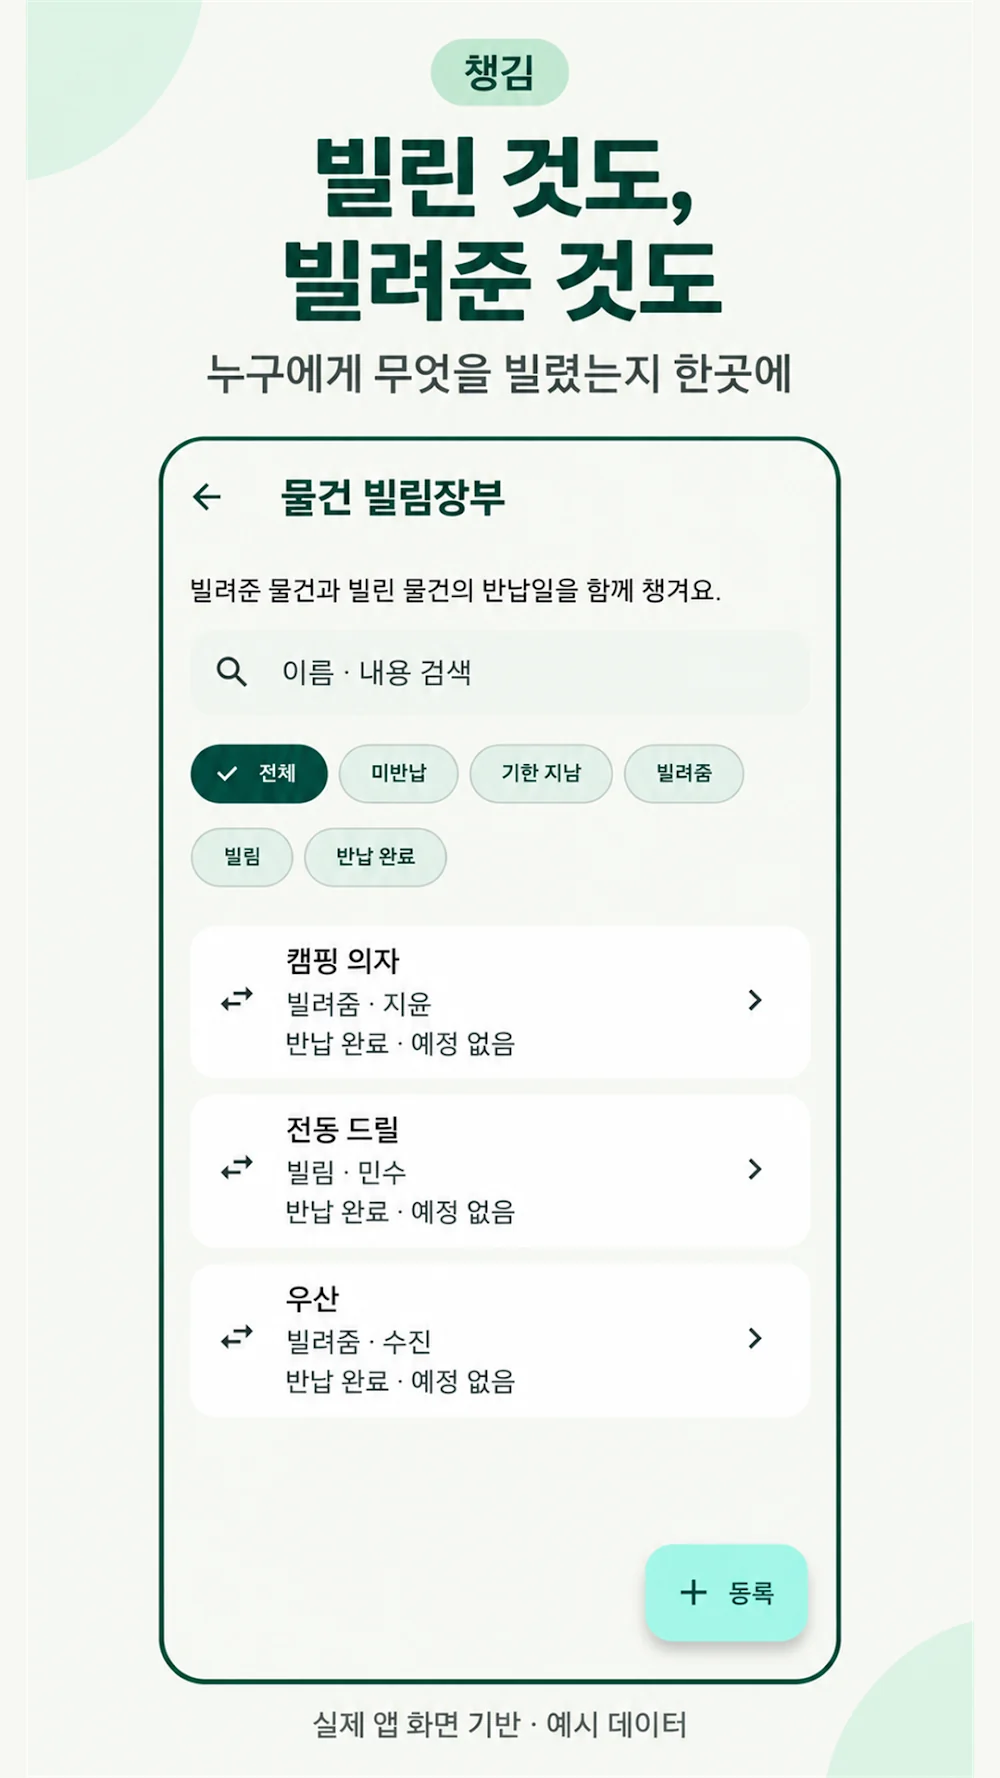 챙김
빌린 것도,
빌려준 것도
누구에게 무엇을 빌렸는지 한곳에
물건 빌림장부
빌려준 물건과 빌린 물건의 반납일을 함께 챙겨요.
이름 · 내용 검색
전체 미반납 기한 지남 빌려줌
빌림 반납 완료
캠핑 의자
빌려줌 · 지윤
반납 완료 · 예정 없음
전동 드릴
빌림 · 민수
반납 완료 · 예정 없음
우산
빌려줌 · 수진
반납 완료 · 예정 없음
동록
실제 앱 화면 기반 · 예시 데이터